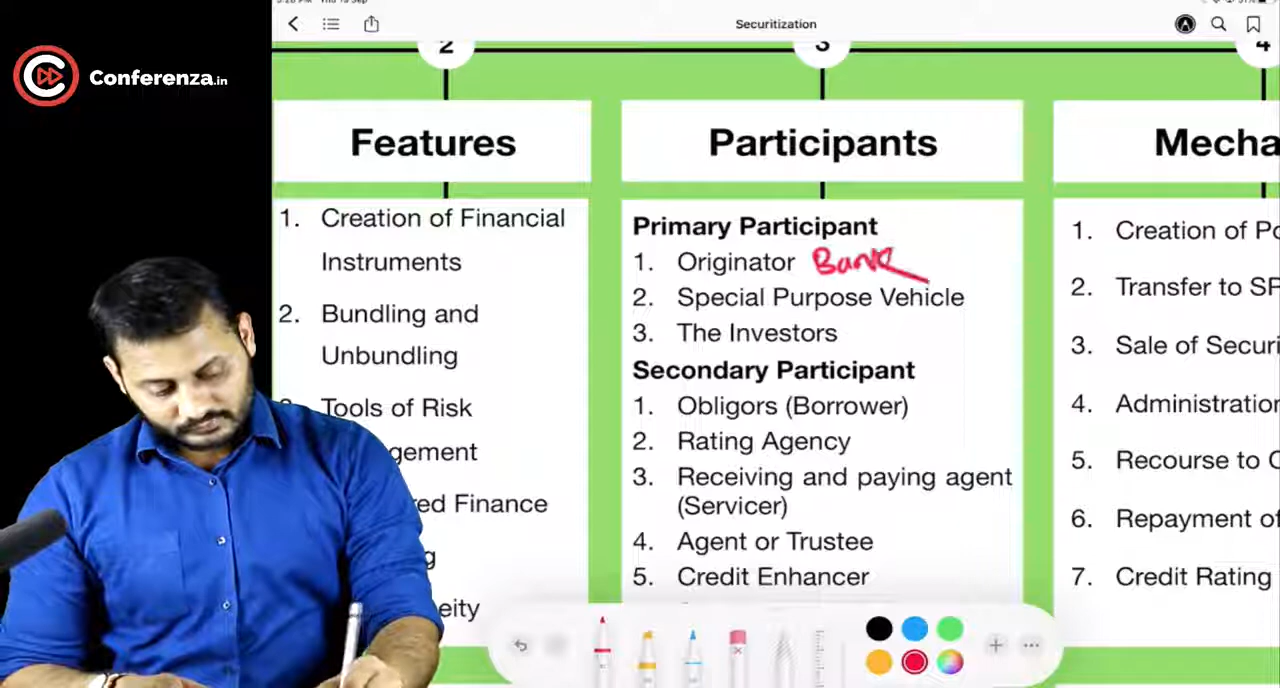 Securitization
Conferenza.in
2
3
4
Features
Participants
Mecha
1. Creation of Financial
Instruments
2. Bundling and
Unbundling
Tools of Risk
gement
red Finance
g
eity
Primary Participant
1. Originator Bank
2. Special Purpose Vehicle
3. The Investors
Secondary Participant
1. Obligors (Borrower)
2. Rating Agency
3. Receiving and paying agent
(Servicer)
4. Agent or Trustee
5. Credit Enhancer
1. Creation of Po
2. Transfer to SP
3. Sale of Securi
4. Administration
5. Recourse to O
6. Repayment of
7. Credit Rating